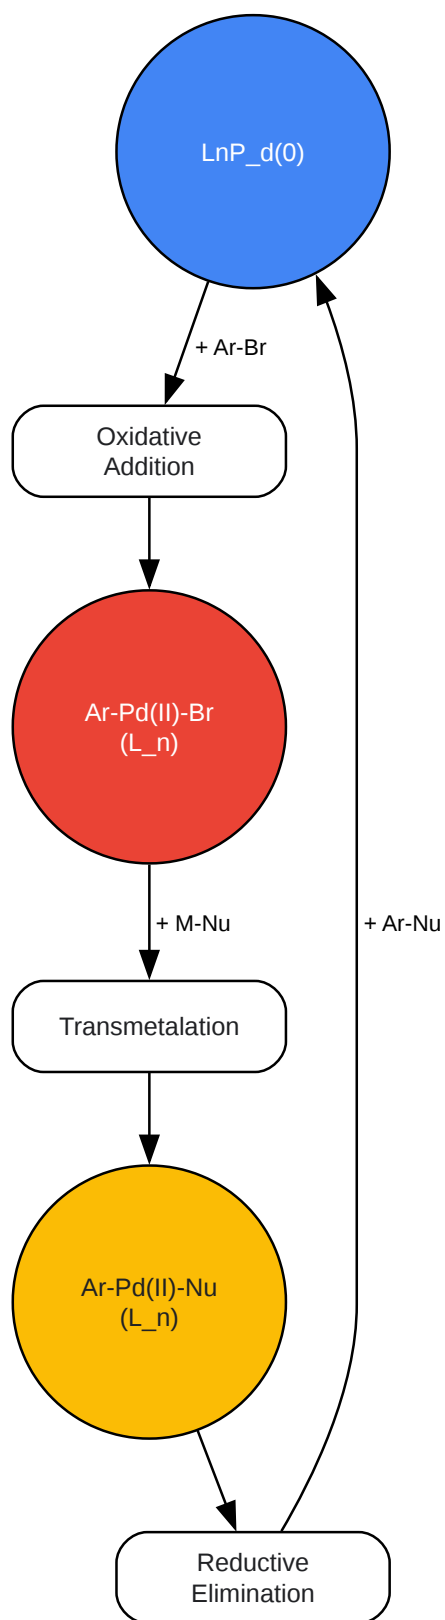 LnP_d(0)
+ Ar-Br
Oxidative
Addition
Ar-Pd(II)-Br
(L_n)
+ M-Nu
+ Ar-Nu
Transmetalation
Ar-Pd(II)-Nu
(L_n)
Reductive
Elimination